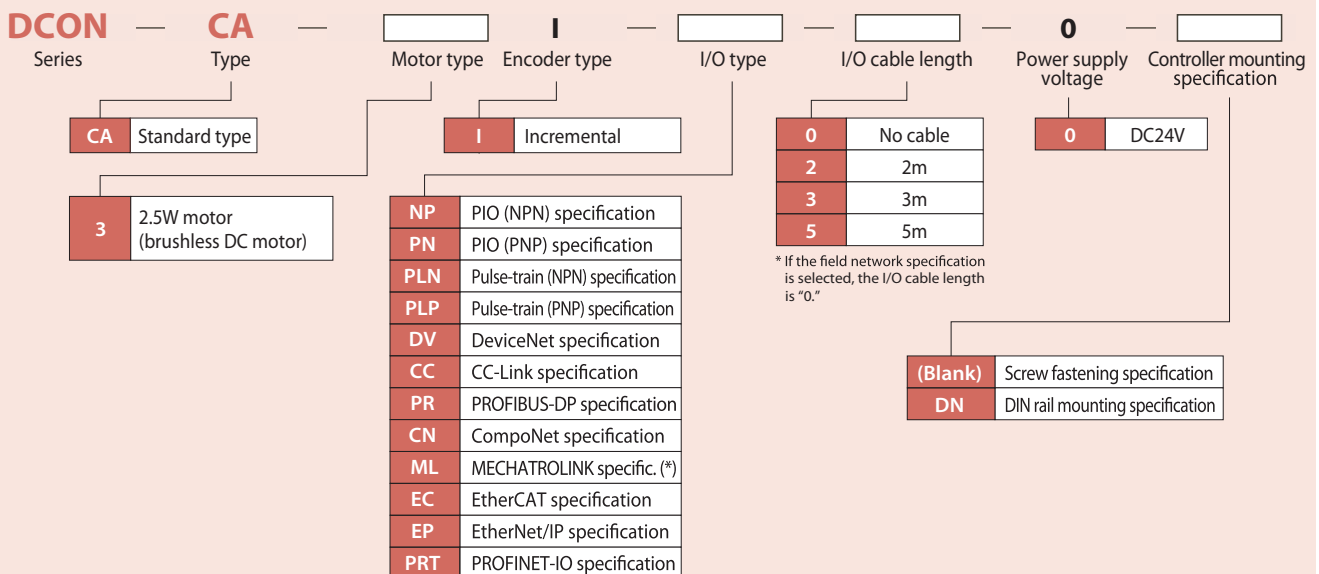 DCON — CA — I — — — 0 —
Series
Type
Motor type
Encoder type
I/O type
I/O cable length
Power supply
voltage
Controller mounting
specification
CA Standard type
I Incremental
0 No cable
2 2m
3 3m
5 5m
* If the field network specification
is selected, the I/O cable length
is “0.”
0 DC24V
3 2.5W motor
(brushless DC motor)
NP PIO (NPN) specification
PN PIO (PNP) specification
PLN Pulse-train (NPN) specification
PLP Pulse-train (PNP) specification
DV DeviceNet specification
CC CC-Link specification
PR PROFIBUS-DP specification
CN CompoNet specification
ML MECHATROLINK specific. (*)
EC EtherCAT specification
EP EtherNet/IP specification
PRT PROFINET-IO specification
(Blank) Screw fastening specification
DN DIN rail mounting specification